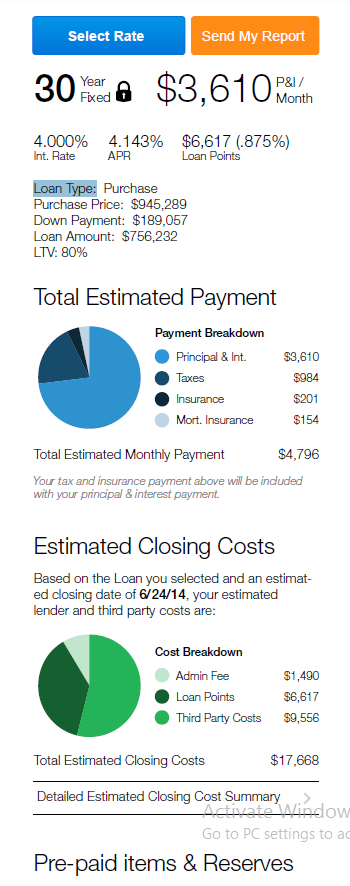 Select Rate
Send My Report
30 Year Fixed
$3,610 P&I / Month
4.000% 4.143% $6,617 (.875%)
Int. Rate APR Loan Points
Loan Type: Purchase
Purchase Price: $945,289
Down Payment: $189,057
Loan Amount: $756,232
LTV: 80%
Total Estimated Payment
Payment Breakdown
Principal & Int. $3,610
Taxes $984
Insurance $201
Mort. Insurance $154
Total Estimated Monthly Payment $4,796
Your tax and insurance payment above will be included
with your principal & interest payment.
Estimated Closing Costs
Based on the Loan you selected and an estimat-
ed closing date of 6/24/14, your estimated
lender and third party costs are:
Cost Breakdown
Admin Fee $1,490
Loan Points $6,617
Third Party Costs $9,556
Total Estimated Closing Costs $17,668
Detailed Estimated Closing Cost Summary
Activate Window
Go to PC settings to ac
Pre-paid items & Reserves